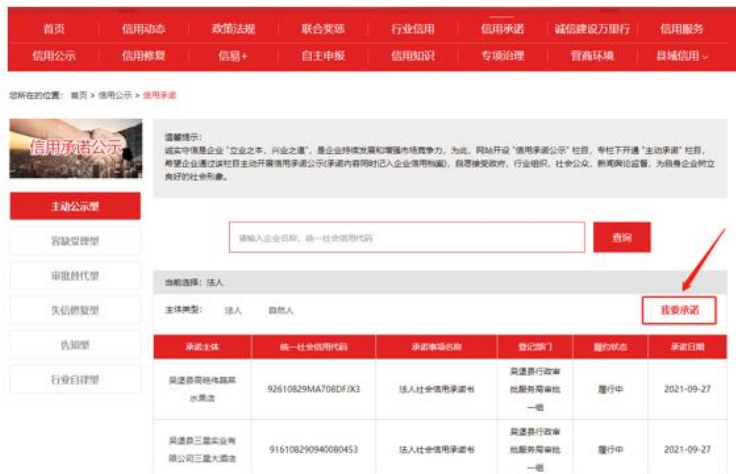 首页 信用动态 政策法规 联合奖惩 行业信用 信用承诺 诚信建设万里行 信用服务
信用公示 信用修复 信易+ 自主申报 信用知识 专项治理 营商环境 县域信用
您所在的位置： 首页 > 信用公示 > 信用承诺
信用承诺公示
温馨提示：
诚实守信是企业“立业之本，兴业之道”，是企业持续发展和增强市场竞争力，为此，网站开设“信用承诺公示”栏目，专栏下开通“主动承诺”栏目，
希望企业通过该栏目主动开展信用承诺公示(承诺内容同时记入企业信用档案)，自愿接受政府，行业组织，社会公众，新闻舆论监督，为自身企业树立
良好的社会形象。
主动公示型
容缺受理型
审批替代型
失信修复型
告知型
行业自律型
请输入企业名称、统一社会信用代码
查询
当前选择：法人
主体类型： 法人 自然人
我要承诺
承诺主体 统一社会信用代码 承诺事项名称 登记部门 履约状态 承诺日期
吴堡县 水果店 92610829MA708DFJX3 法人社会信用承诺书 吴堡县行政审批服务局审批一组 履行中 2021-09-27
吴堡县三星实业有限公司三星大酒店 916108290940080453 法人社会信用承诺书 吴堡县行政审批服务局审批一组 履行中 2021-09-27